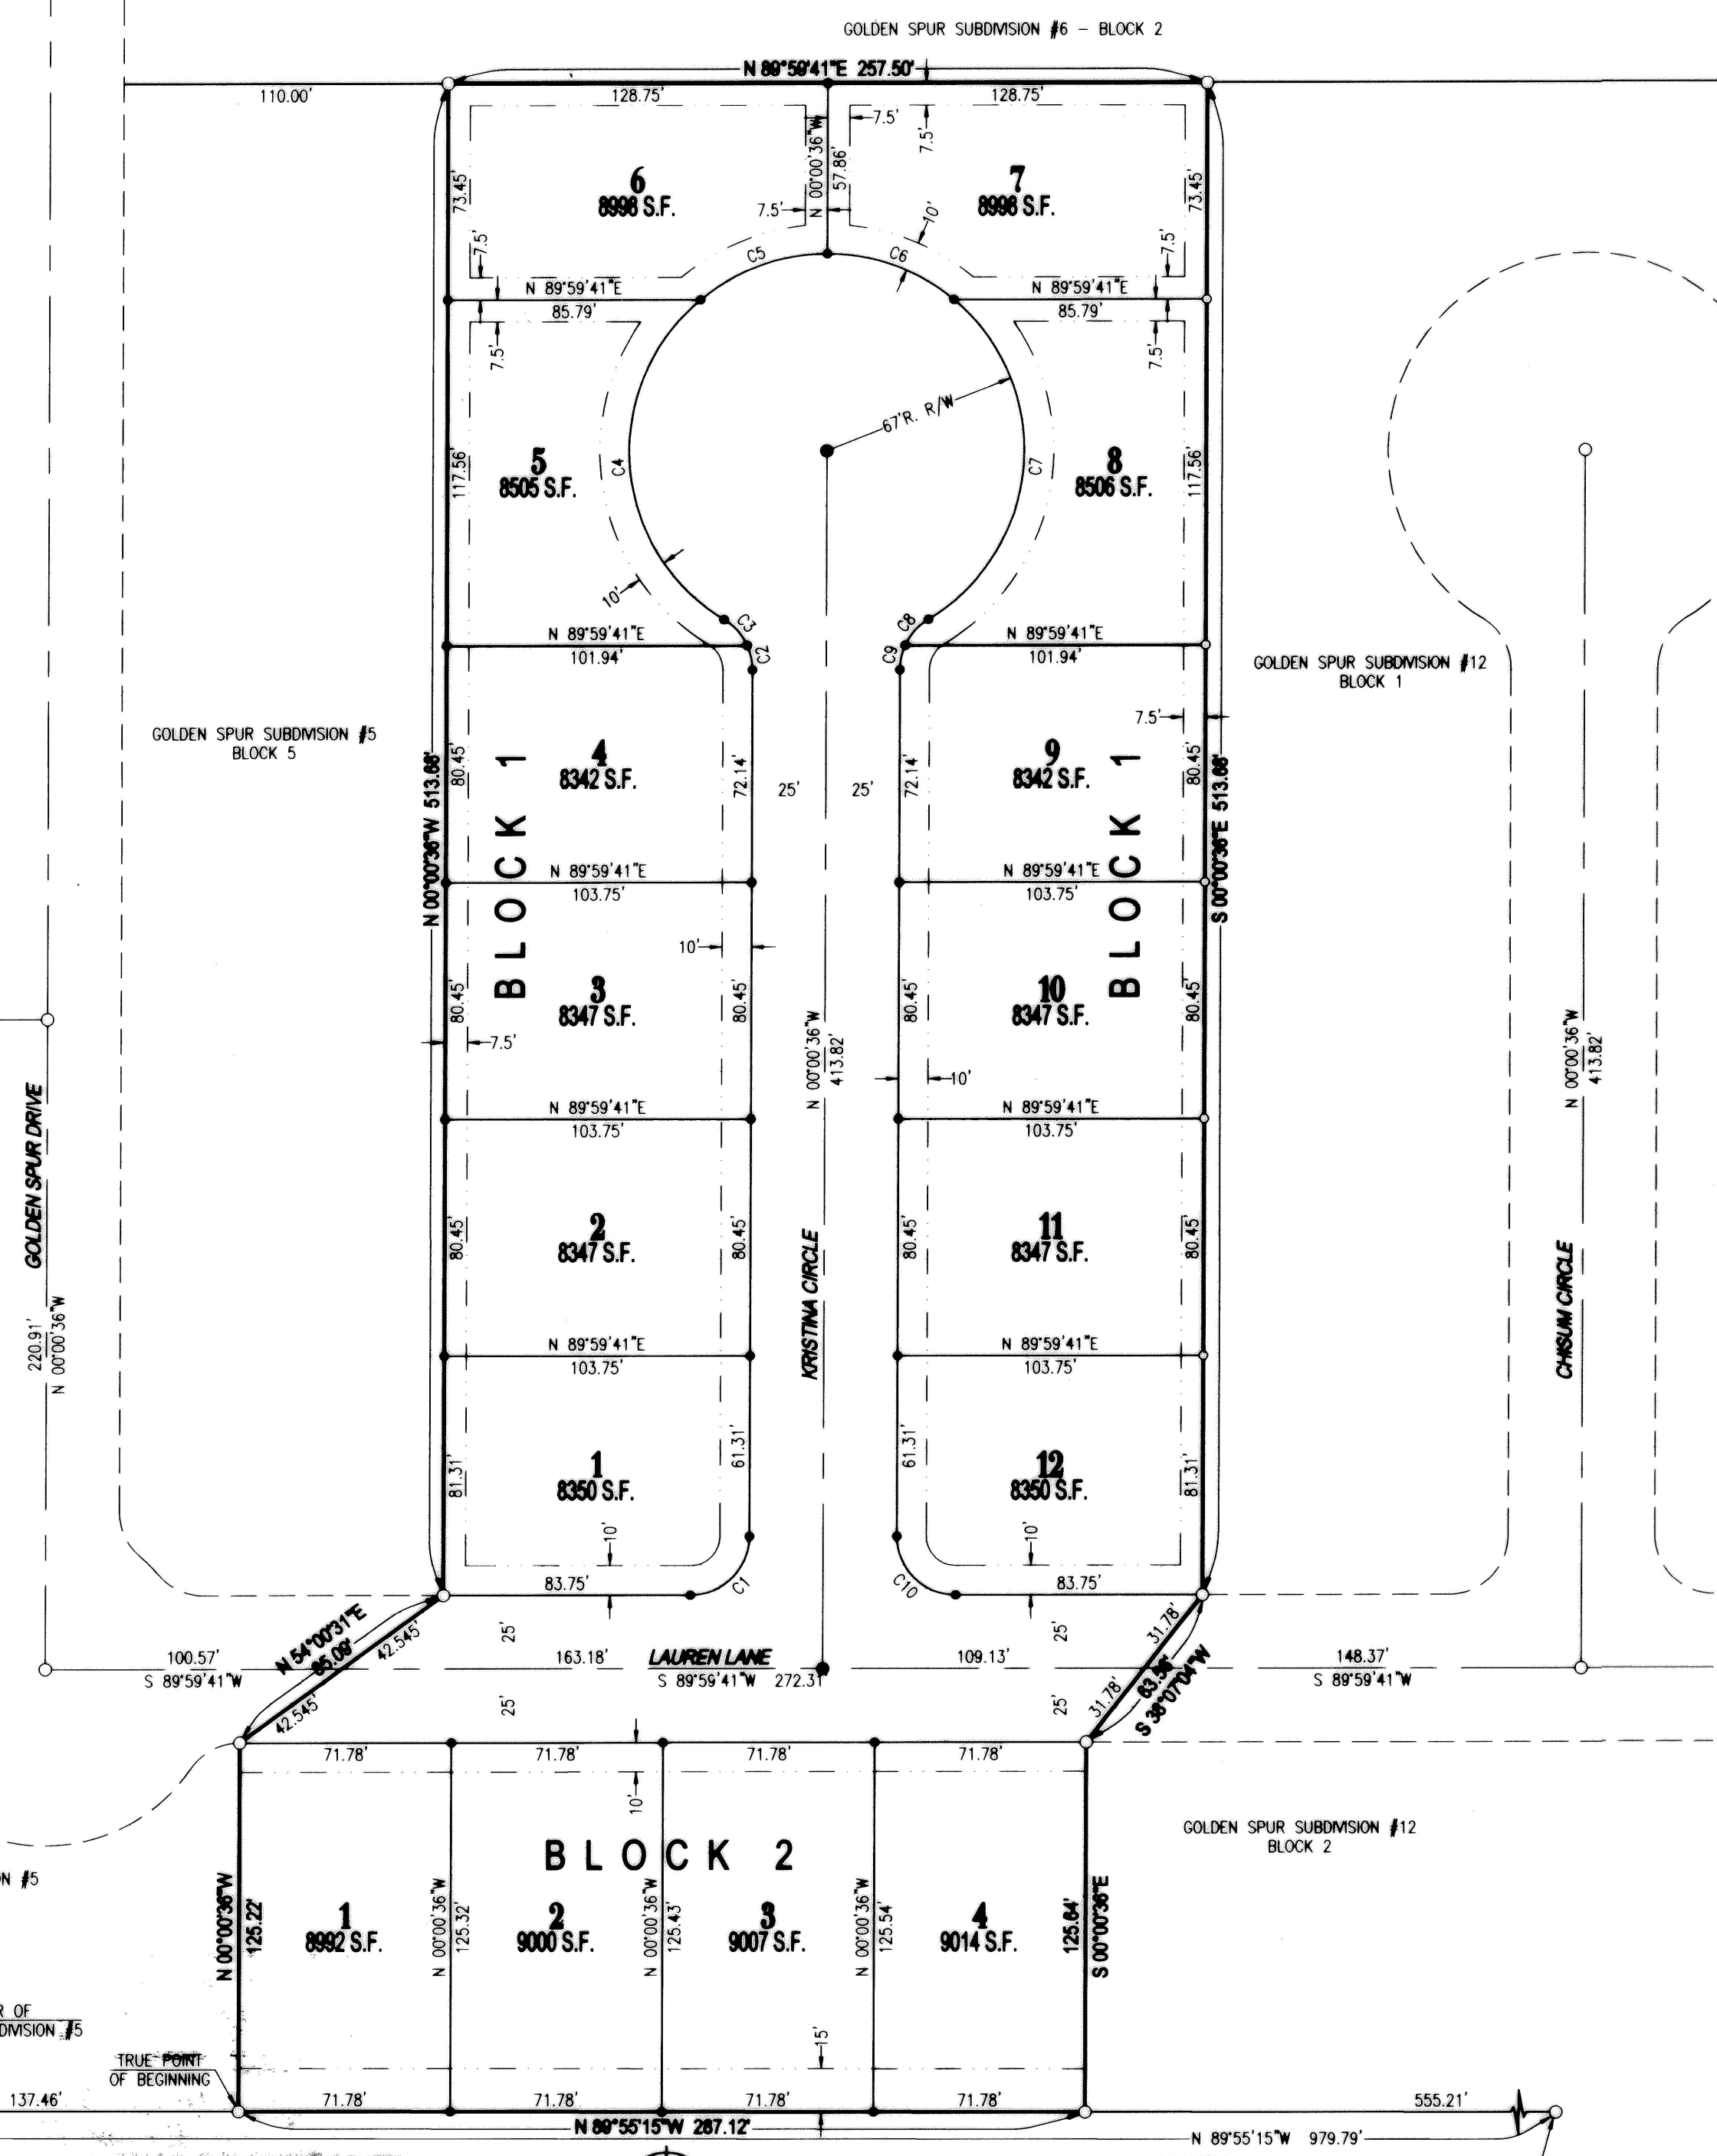 GOLDEN SPUR SUBDIVISION #6 - BLOCK 2
N 89°59'41"E 257.50'
110.00'
128.75'
128.75'
7.5'
7.5'
N 00°00'36"W
57.86'
6
8998 S.F.
7
8998 S.F.
73.45'
73.45'
7.5'
10'
7.5'
7.5'
C5
C6
N 89°59'41"E
85.79'
N 89°59'41"E
85.79'
7.5'
7.5'
67'R. R/W
5
8505 S.F.
8
8506 S.F.
117.56'
117.56'
C4
C7
10'
C3
C8
C2
C9
N 89°59'41"E
101.94'
N 89°59'41"E
101.94'
GOLDEN SPUR SUBDIVISION #12
BLOCK 1
GOLDEN SPUR SUBDIVISION #5
BLOCK 5
7.5'
N 00°00'36"W 513.68'
S 00°00'36"E 513.68'
BLOCK 1
BLOCK 1
4
8342 S.F.
9
8342 S.F.
80.45'
72.14'
25'
25'
72.14'
80.45'
N 89°59'41"E
103.75'
N 89°59'41"E
103.75'
10'
3
8347 S.F.
10
8347 S.F.
80.45'
80.45'
80.45'
80.45'
7.5'
10'
N 00°00'36"W
413.82'
N 00°00'36"W
413.82'
N 89°59'41"E
103.75'
N 89°59'41"E
103.75'
GOLDEN SPUR DRIVE
2
8347 S.F.
11
8347 S.F.
80.45'
80.45'
80.45'
80.45'
KRISTINA CIRCLE
CHISUM CIRCLE
220.91'
N 00°00'36"W
N 89°59'41"E
103.75'
N 89°59'41"E
103.75'
1
8350 S.F.
12
8350 S.F.
81.31'
61.31'
61.31'
81.31'
10'
10'
83.75'
C1
C10
83.75'
N 54°00'31"E
85.09'
42.545'
42.545'
25'
25'
31.78'
31.78'
63.56'
S 38°07'04"W
100.57'
S 89°59'41"W
163.18'
LAUREN LANE
S 89°59'41"W 272.31'
109.13'
148.37'
S 89°59'41"W
25'
25'
71.78'
71.78'
71.78'
71.78'
10'
BLOCK 2
GOLDEN SPUR SUBDIVISION #12
BLOCK 2
N #5
N 00°00'36"W
125.22'
1
8992 S.F.
N 00°00'36"W
125.32'
2
9000 S.F.
N 00°00'36"W
125.43'
3
9007 S.F.
N 00°00'36"W
125.54'
4
9014 S.F.
125.64'
S 00°00'36"E
R OF
DIVISION #5
15'
TRUE POINT
OF BEGINNING
137.46'
71.78'
71.78'
71.78'
71.78'
555.21'
N 89°55'15"W 287.12'
N 89°55'15"W 979.79'